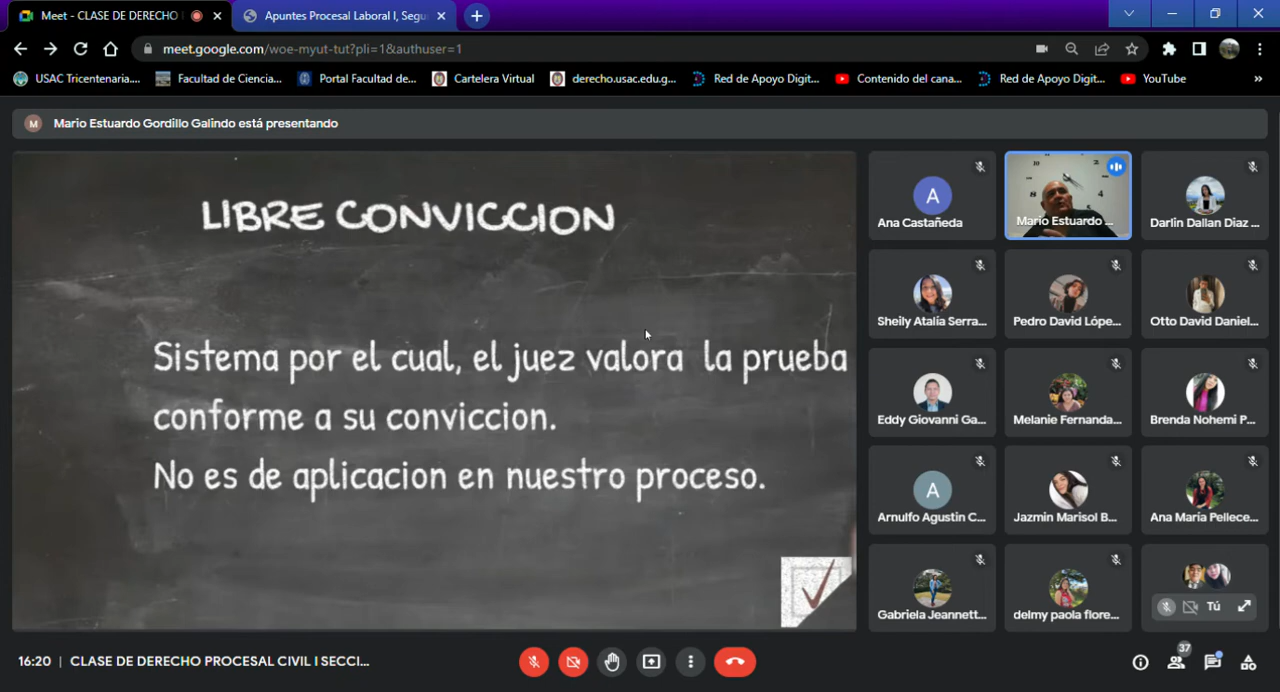 Meet - CLASE DE DERECHO
Apuntes Procesal Laboral I, Segu
meet.google.com/woe-myut-tut?pli=1&authuser=1
USAC Tricentenaria....
Facultad de Ciencia...
Portal Facultad de...
Cartelera Virtual
derecho.usac.edu.g...
Red de Apoyo Digit...
Contenido del cana...
Red de Apoyo Digit...
YouTube
»
M
Mario Estuardo Gordillo Galindo está presentando
LIBRE CONVICCION
Sistema por el cual, el juez valora la prueba
conforme a su conviccion.
No es de aplicacion en nuestro proceso.
A
Ana Castañeda
Mario Estuardo ...
Darlin Dallan Diaz ...
Sheily Atalía Serra...
Pedro David Lópe...
Otto David Daniel...
Eddy Giovanni Ga...
Melanie Fernanda...
Brenda Nohemi P...
A
Arnulfo Agustin C...
Jazmin Marisol B...
Ana María Pellece...
Gabriela Jeannett...
delmy paola flore...
Tú
16:20 | CLASE DE DERECHO PROCESAL CIVIL I SECCI...
37